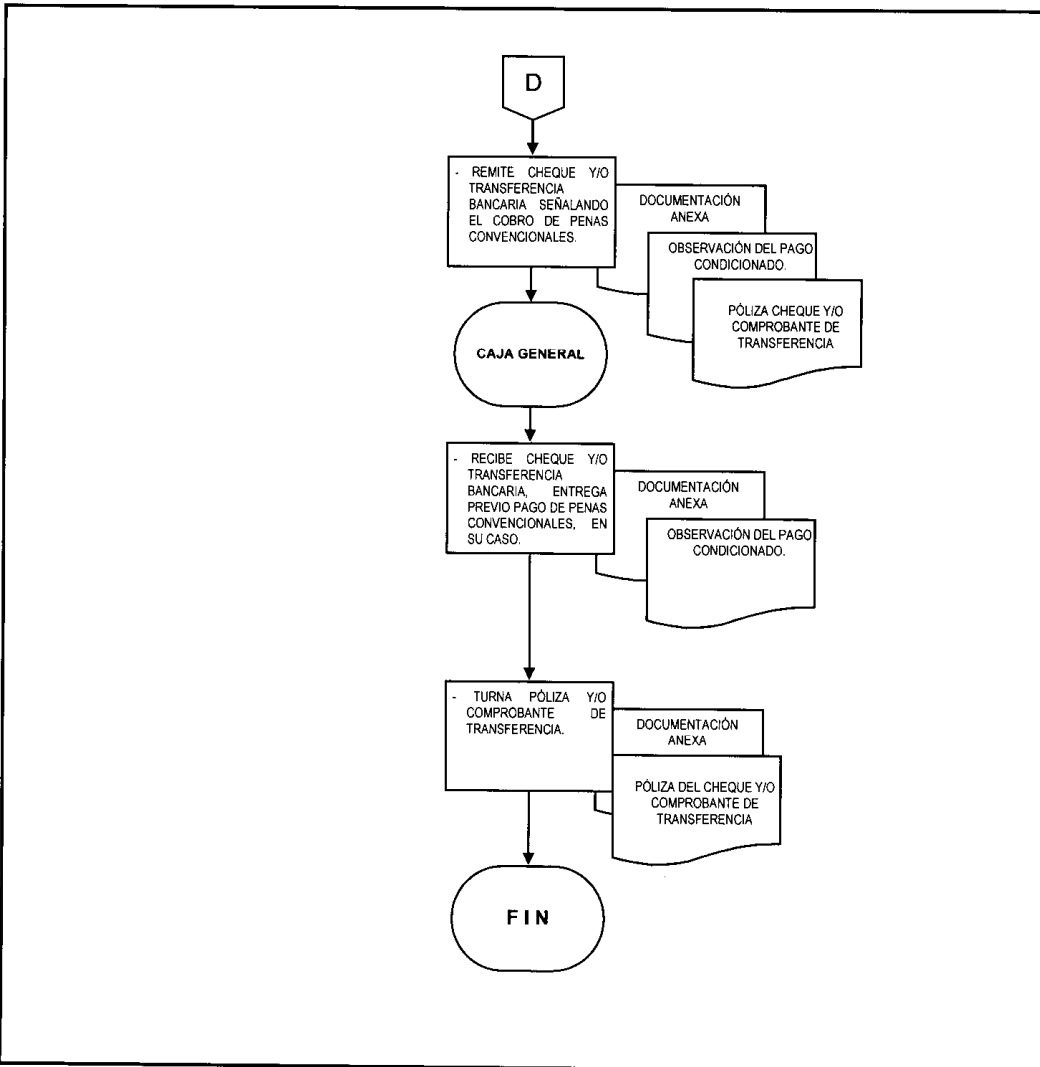 D
- REMITE CHEQUE Y/O
TRANSFERENCIA
BANCARIA SEÑALANDO
EL COBRO DE PENAS
CONVENCIONALES.
DOCUMENTACIÓN
ANEXA
OBSERVACIÓN DEL PAGO
CONDICIONADO.
PÓLIZA CHEQUE Y/O
COMPROBANTE DE
TRANSFERENCIA
CAJA GENERAL
- RECIBE CHEQUE Y/O
TRANSFERENCIA
BANCARIA, ENTREGA
PREVIO PAGO DE PENAS
CONVENCIONALES, EN
SU CASO.
DOCUMENTACIÓN
ANEXA
OBSERVACIÓN DEL PAGO
CONDICIONADO.
- TURNA PÓLIZA Y/O
COMPROBANTE DE
TRANSFERENCIA.
DOCUMENTACIÓN
ANEXA
PÓLIZA DEL CHEQUE Y/O
COMPROBANTE DE
TRANSFERENCIA
FIN